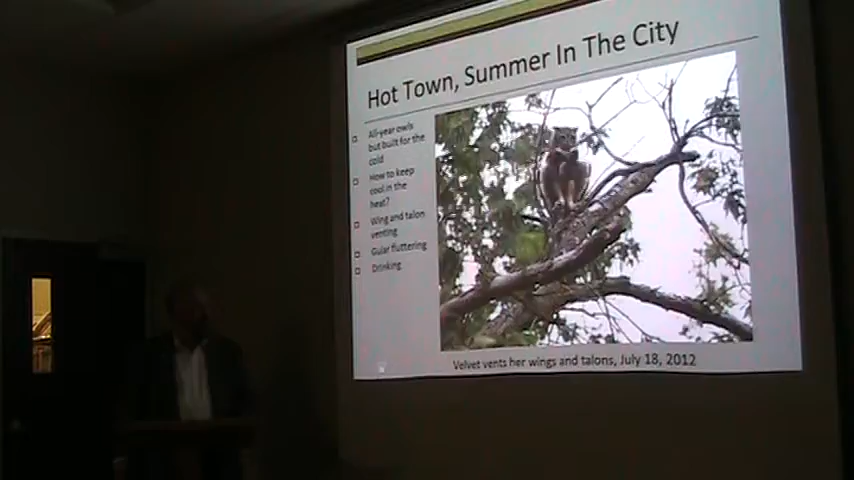 Hot Town, Summer In The City
All-year owls
but built for the
cold
How to keep
cool in the
heat?
Wing and talon
venting
Gular fluttering
Drinking
Velvet vents her wings and talons, July 18, 2012